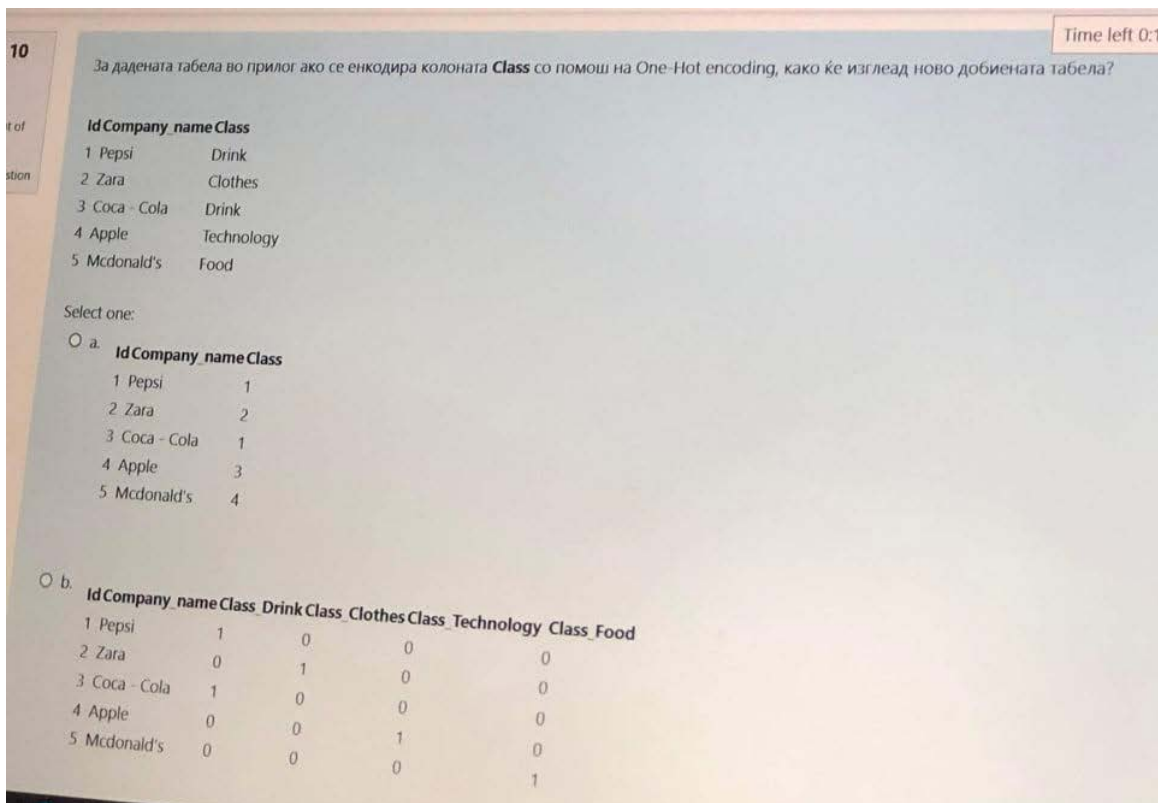 Time left 0:
10
За дадената табела во прилог ако се енкодира колоната Class со помош на One-Hot encoding, како ќе изглеад ново добиената табела?
t of
stion
Id Company_name Class
1 Pepsi Drink
2 Zara Clothes
3 Coca - Cola Drink
4 Apple Technology
5 Mcdonald's Food
Select one:
a.
Id Company_name Class
1 Pepsi 1
2 Zara 2
3 Coca - Cola 1
4 Apple 3
5 Mcdonald's 4
b.
Id Company_name Class_Drink Class_Clothes Class_Technology Class_Food
1 Pepsi 1 0 0 0
2 Zara 0 1 0 0
3 Coca - Cola 1 0 0 0
4 Apple 0 0 1 0
5 Mcdonald's 0 0 0 1